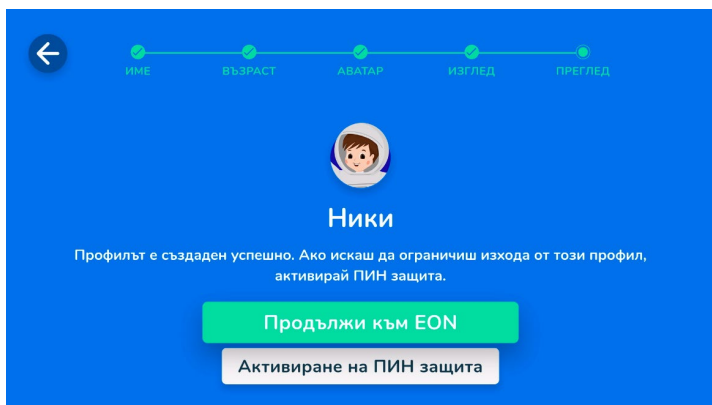 ИМЕ ВЪЗРАСТ АВАТАР ИЗГЛЕД ПРЕГЛЕД
Ники
Профилът е създаден успешно. Ако искаш да ограничиш изхода от този профил,
активирай ПИН защита.
Продължи към EON
Активиране на ПИН защита